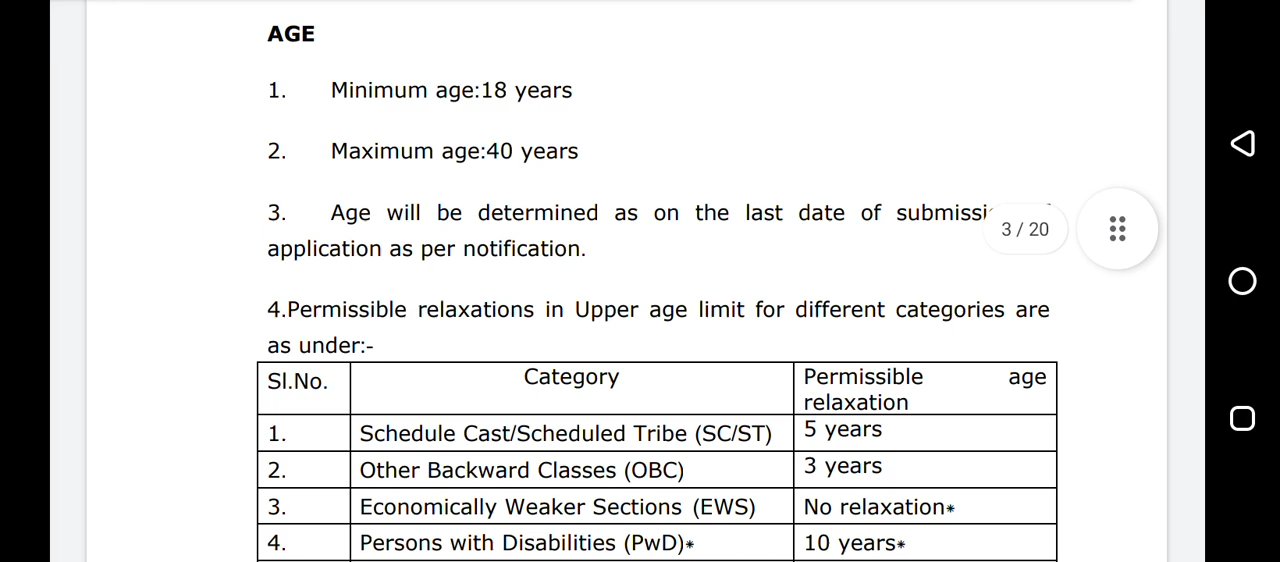 AGE
1. Minimum age:18 years
2. Maximum age:40 years
3. Age will be determined as on the last date of
application as per notification.
3 / 20
4.Permissible relaxations in Upper age limit for different categories are
as under:-
Sl.No. Category Permissible age
relaxation
1. Schedule Cast/Scheduled Tribe (SC/ST) 5 years
2. Other Backward Classes (OBC) 3 years
3. Economically Weaker Sections (EWS) No relaxation*
4. Persons with Disabilities (PwD)* 10 years*